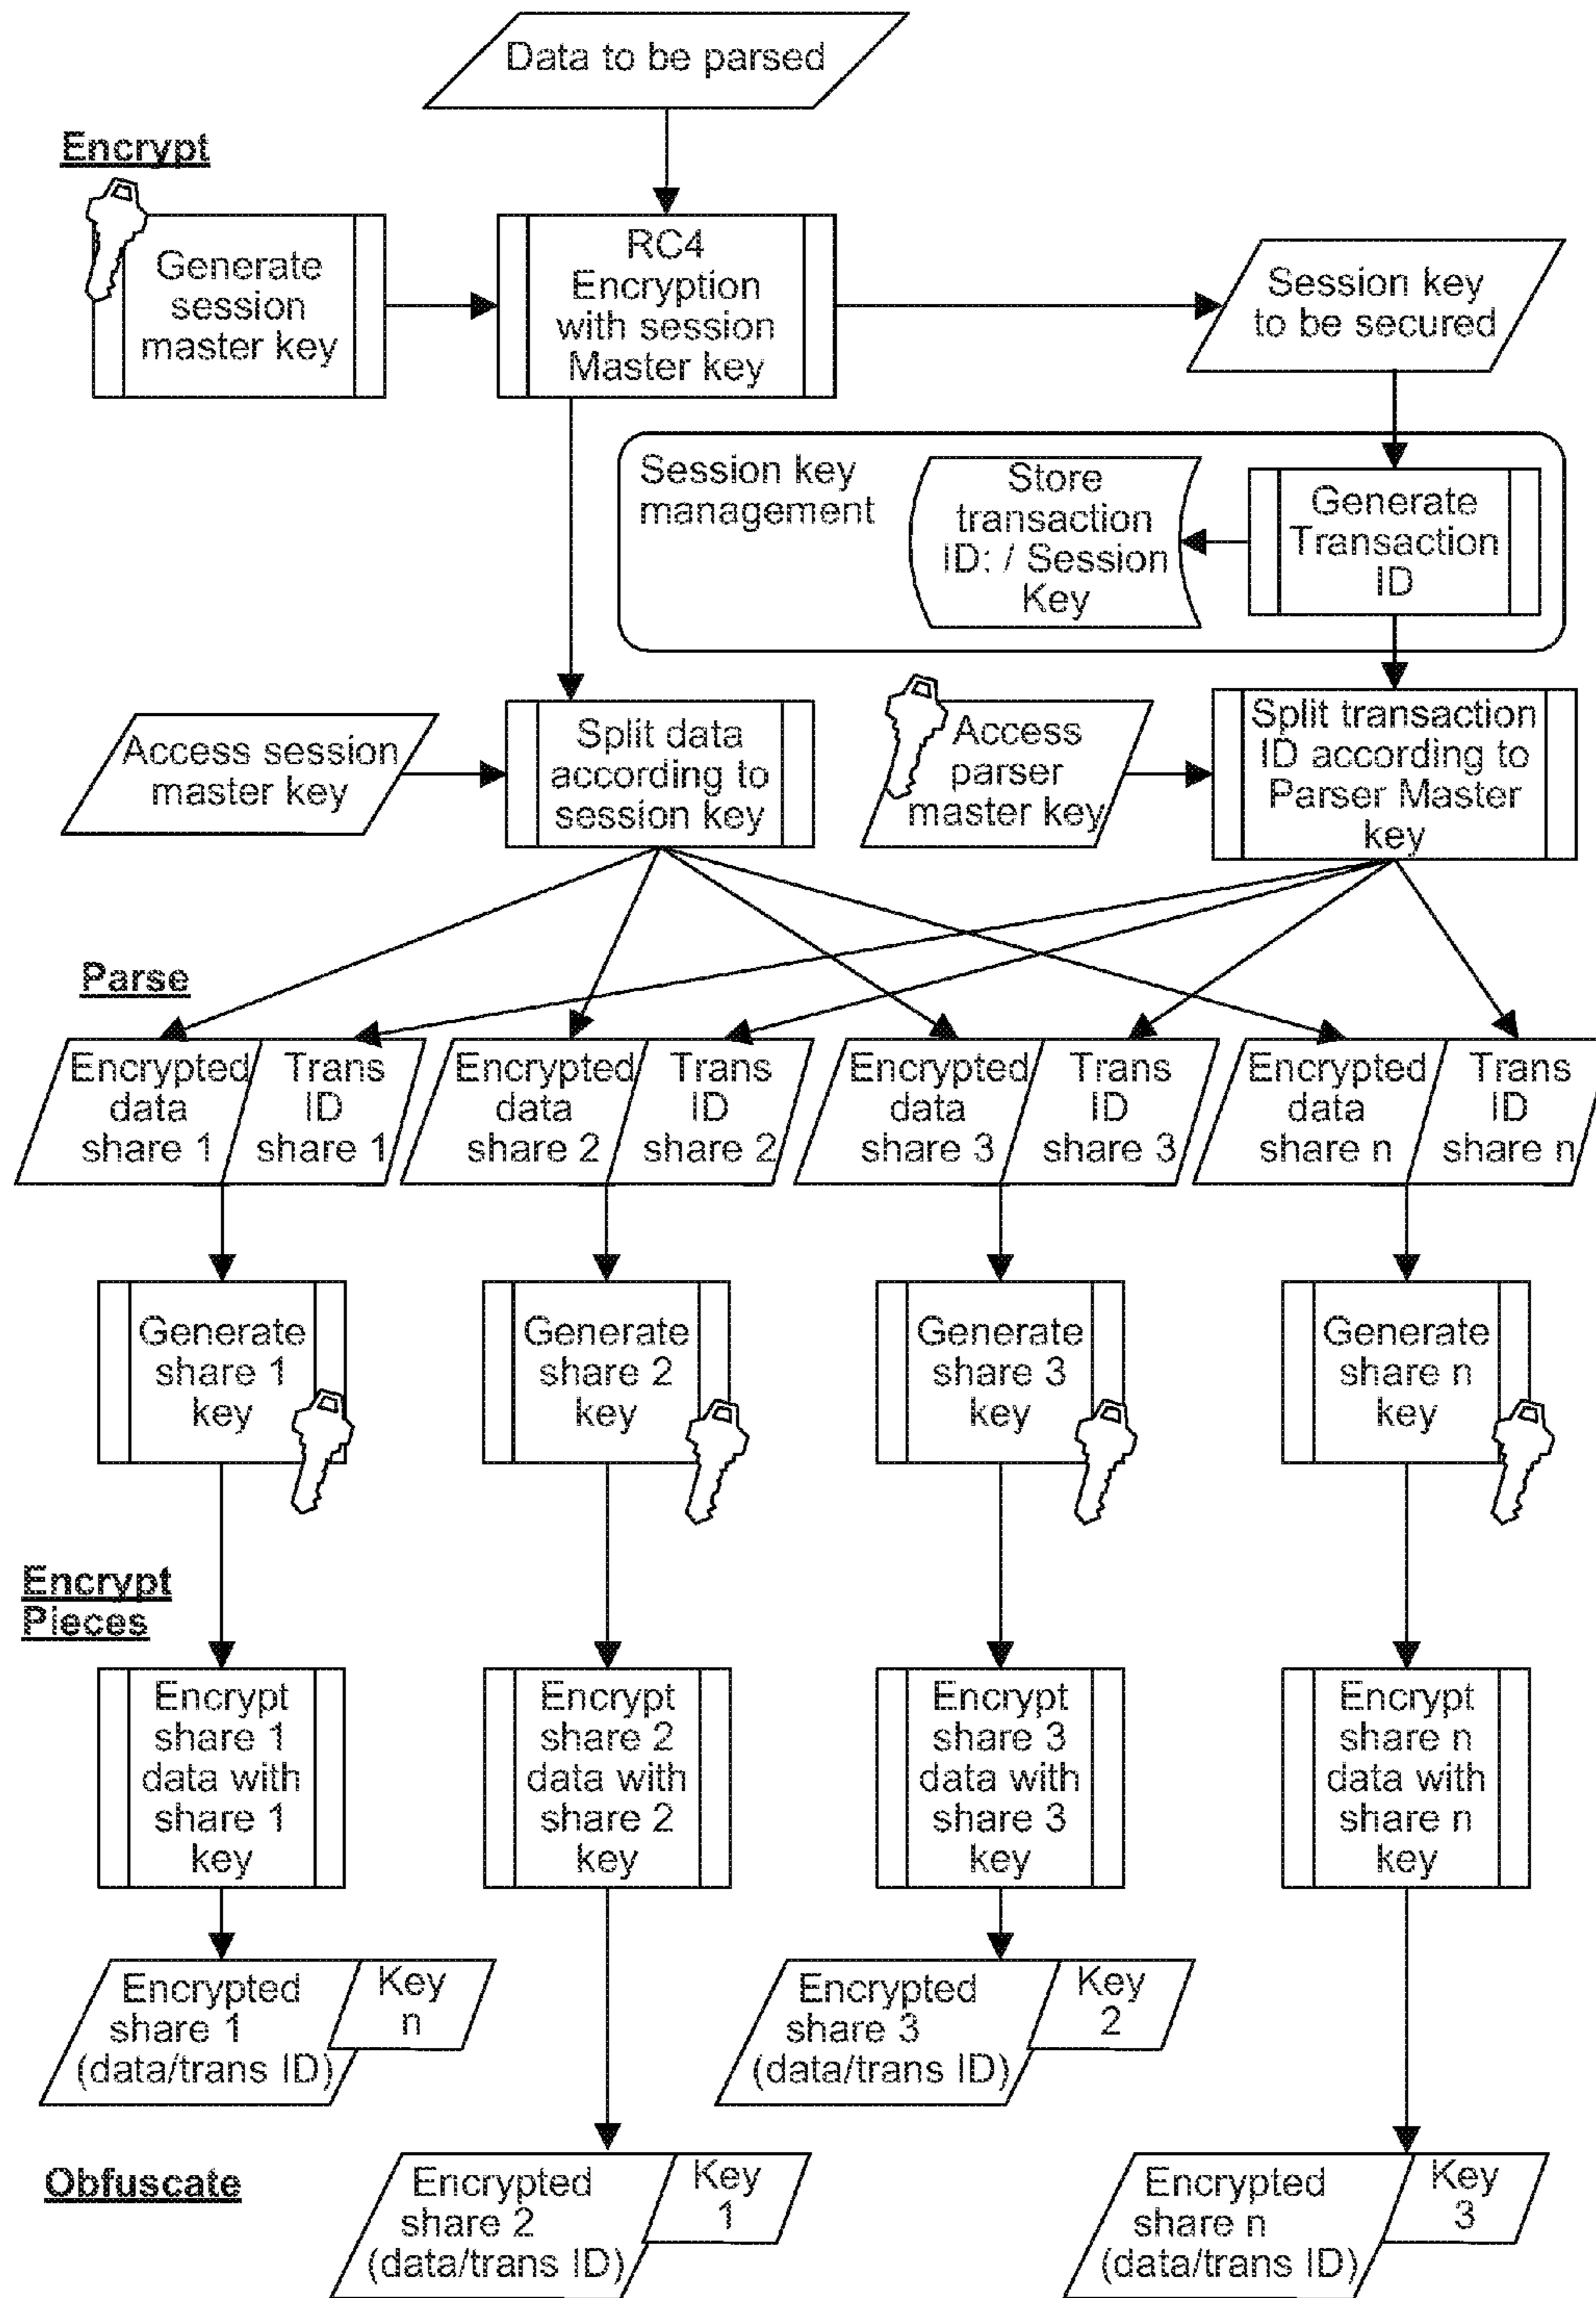 Data to be parsed
Encrypt
Generate
session
master key
RC4
Encryption
with session
Master key
Session key
to be secured
Session key
management
Store
transaction
ID: / Session
Key
Generate
Transaction
ID
Access session
master key
Split data
according to
session key
Access
parser
master key
Split transaction
ID according to
Parser Master
key
Parse
Encrypted
data
share 1
Trans
ID
share 1
Encrypted
data
share 2
Trans
ID
share 2
Encrypted
data
share 3
Trans
ID
share 3
Encrypted
data
share n
Trans
ID
share n
Generate
share 1
key
Generate
share 2
key
Generate
share 3
key
Generate
share n
key
Encrypt
Pieces
Encrypt
share 1
data with
share 1
key
Encrypt
share 2
data with
share 2
key
Encrypt
share 3
data with
share 3
key
Encrypt
share n
data with
share n
key
Encrypted
share 1
(data/trans ID)
Key
n
Encrypted
share 3
(data/trans ID)
Key
2
Obfuscate
Encrypted
share 2
(data/trans ID)
Key
1
Encrypted
share n
(data/trans ID)
Key
3